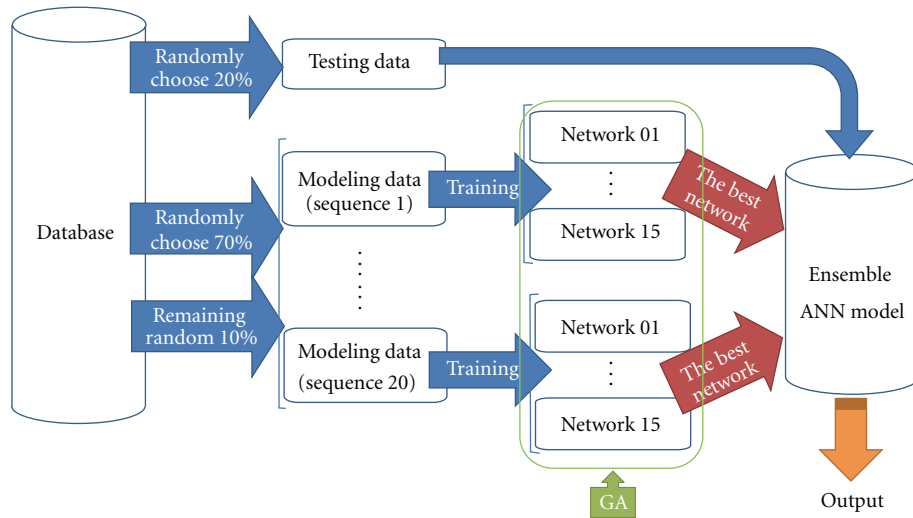 Database
Randomly
choose 20%
Testing data
Randomly
choose 70%
Remaining
random 10%
Modeling data
(sequence 1)
Training
Network 01
Network 15
The best
network
Modeling data
(sequence 20)
Training
Network 01
Network 15
The best
network
GA
Ensemble
ANN model
Output